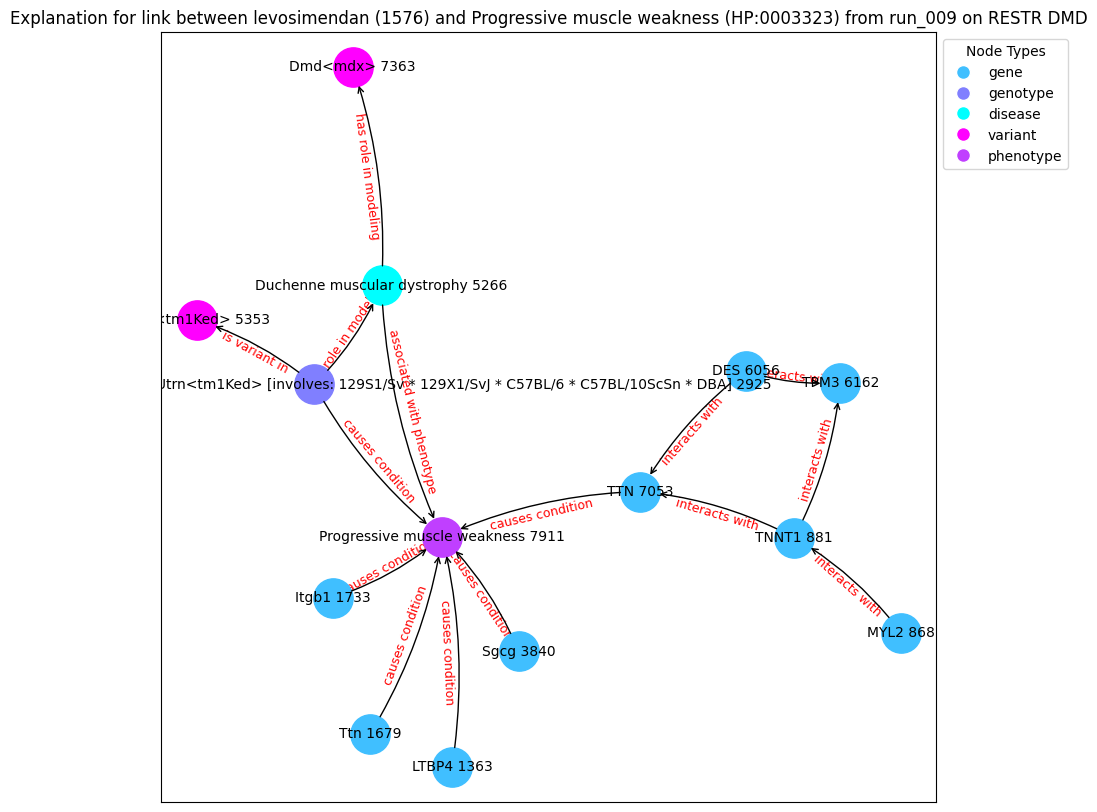 Explanation for link between levosimendan (1576) and Progressive muscle weakness (HP:0003323) from run_009 on RESTR DMD
Node Types
gene
genotype
disease
variant
phenotype
Dmd<mdx> 7363
has role in modeling
Duchenne muscular dystrophy 5266
<tm1Ked> 5353
is variant in
role in mode
associated with phenotype
Utrn<tm1Ked> [involves: 129S1/Sv * 129X1/SvJ * C57BL/6 * C57BL/10ScSn * DBA] 2925
DES 6056
TPM3 6162
interacts with
causes condition
interacts with
TTN 7053
causes condition
interacts with
TNNT1 881
Progressive muscle weakness 7911
causes condition
causes condition
interacts with
Itgb1 1733
causes condition
causes condition
MYL2 868
Sgcg 3840
Ttn 1679
LTBP4 1363